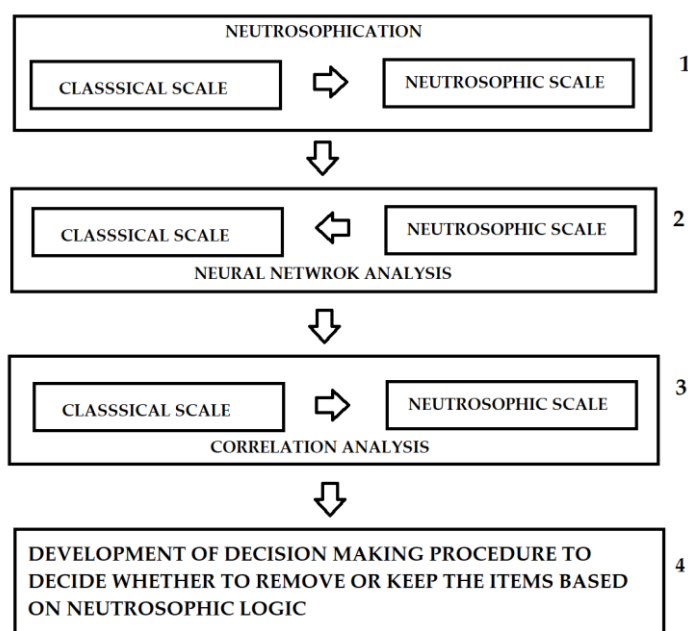 NEUTROSOPHICATION
1
CLASSSICAL SCALE
NEUTROSOPHIC SCALE
2
CLASSSICAL SCALE
NEUTROSOPHIC SCALE
NEURAL NETWROK ANALYSIS
3
CLASSSICAL SCALE
NEUTROSOPHIC SCALE
CORRELATION ANALYSIS
DEVELOPMENT OF DECISION MAKING PROCEDURE TO
DECIDE WHETHER TO REMOVE OR KEEP THE ITEMS BASED
ON NEUTROSOPHIC LOGIC
4